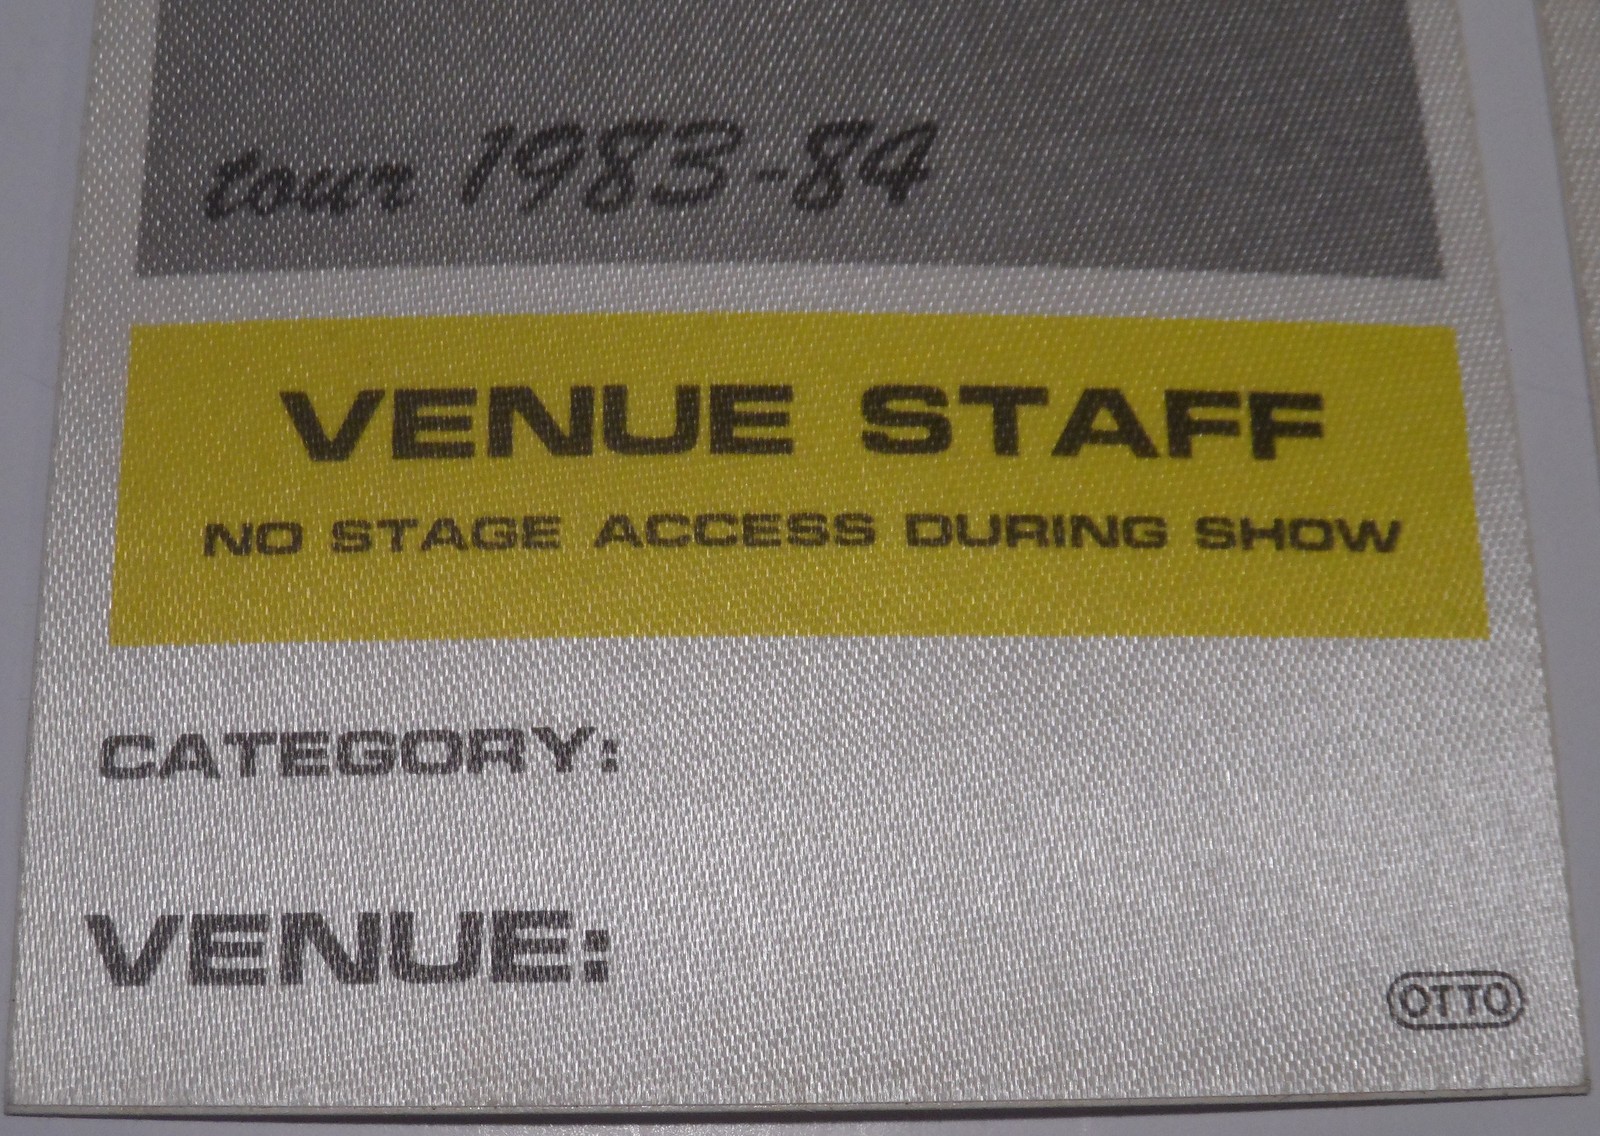 tour 1983-84
VENUE STAFF
NO STAGE ACCESS DURING SHOW
CATEGORY:
VENUE:
OTTO